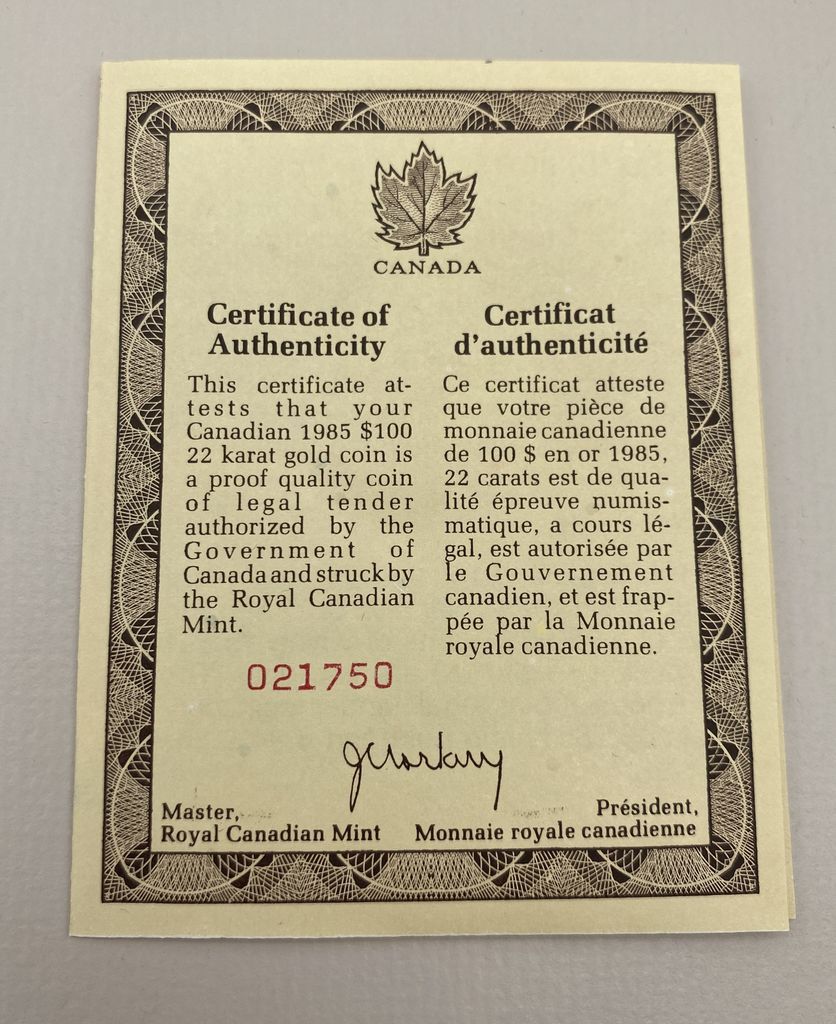 CANADA
Certificate of
Authenticity
This certificate at-
tests that your
Canadian 1985 $100
22 karat gold coin is
a proof quality coin
of legal tender
authorized by the
Government of
Canada and struck by
the Royal Canadian
Mint.
021750
Certificat
d'authenticité
Ce certificat atteste
que votre pièce de
monnaie canadienne
de 100 $ en or 1985,
22 carats est de qua-
lité épreuve numis-
matique, a cours lé-
gal, est autorisée par
le Gouvernement
canadien, et est frap-
pée par la Monnaie
royale canadienne.
Master,
Royal Canadian Mint
Président,
Monnaie royale canadienne